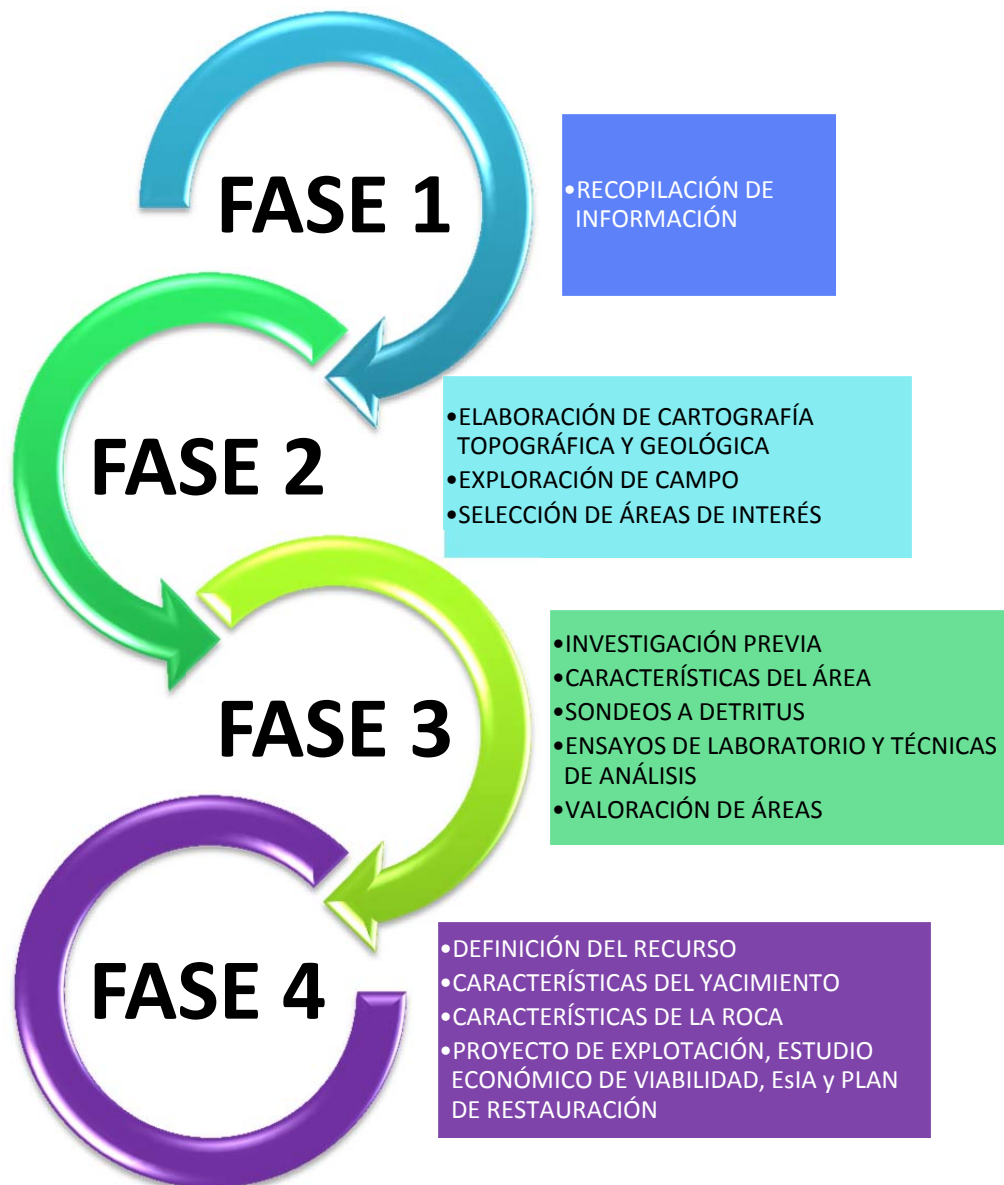 FASE 1
•RECOPILACIÓN DE
INFORMACIÓN
FASE 2
•ELABORACIÓN DE CARTOGRAFÍA
TOPOGRÁFICA Y GEOLÓGICA
•EXPLORACIÓN DE CAMPO
•SELECCIÓN DE ÁREAS DE INTERÉS
FASE 3
•INVESTIGACIÓN PREVIA
•CARACTERÍSTICAS DEL ÁREA
•SONDEOS A DETRITUS
•ENSAYOS DE LABORATORIO Y TÉCNICAS
DE ANÁLISIS
•VALORACIÓN DE ÁREAS
FASE 4
•DEFINICIÓN DEL RECURSO
•CARACTERÍSTICAS DEL YACIMIENTO
•CARACTERÍSTICAS DE LA ROCA
•PROYECTO DE EXPLOTACIÓN, ESTUDIO
ECONÓMICO DE VIABILIDAD, EsIA y PLAN
DE RESTAURACIÓN